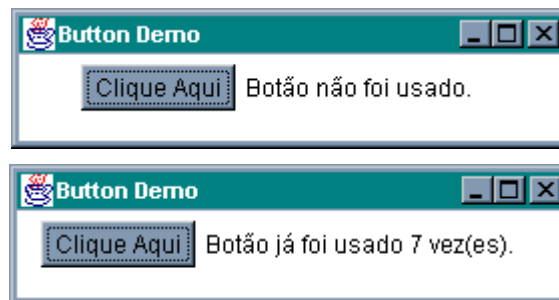 Button Demo
Clique Aqui Botão não foi usado.
Button Demo
Clique Aqui Botão já foi usado 7 vez(es).